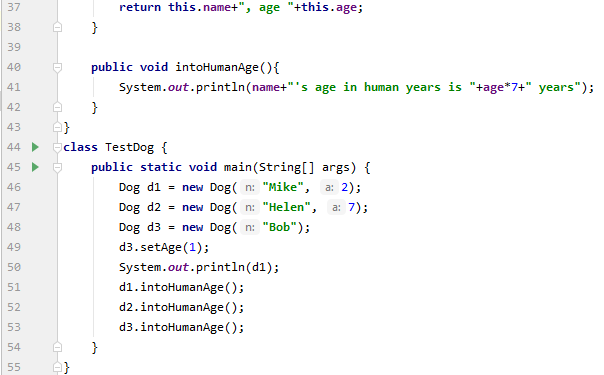 37 return this.name+", age "+this.age;
38 }
39
40 public void intoHumanAge(){
41 System.out.println(name+"'s age in human years is "+age*7+" years");
42 }
43 }
44 class TestDog {
45 public static void main(String[] args) {
46 Dog d1 = new Dog( n: "Mike", a: 2);
47 Dog d2 = new Dog( n: "Helen", a: 7);
48 Dog d3 = new Dog( n: "Bob");
49 d3.setAge(1);
50 System.out.println(d1);
51 d1.intoHumanAge();
52 d2.intoHumanAge();
53 d3.intoHumanAge();
54 }
55 }